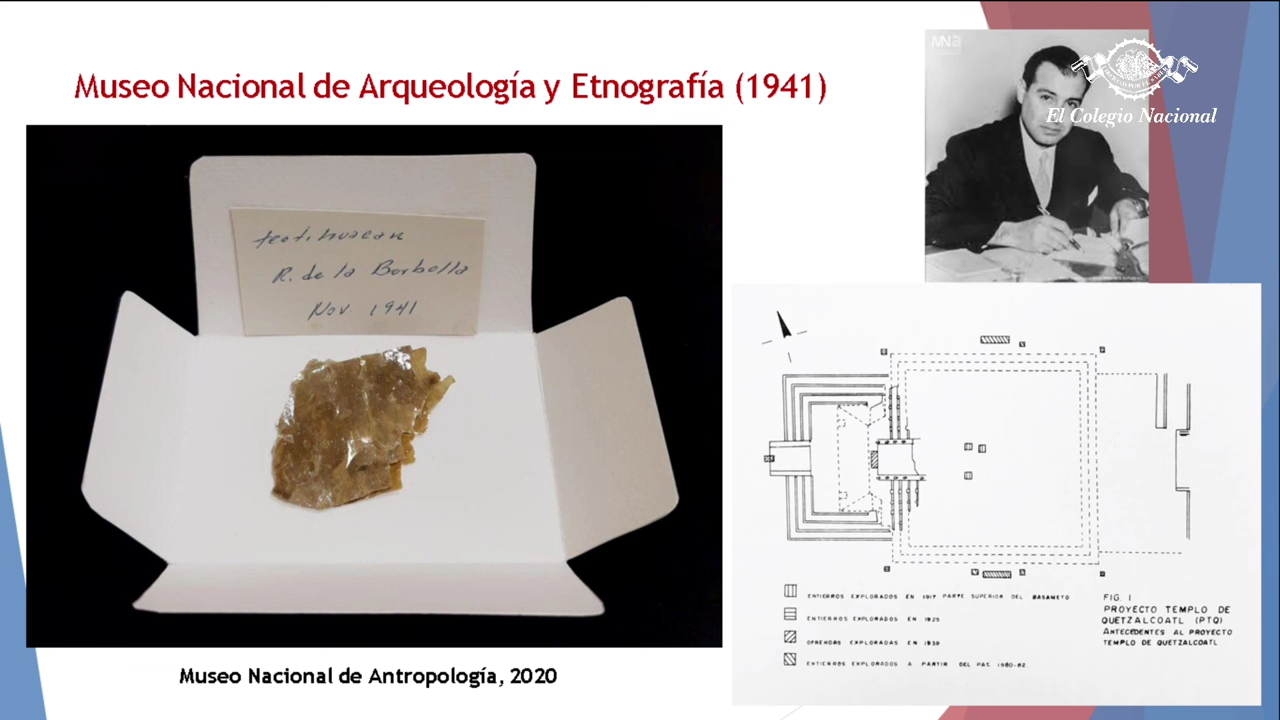 Museo Nacional de Arqueología y Etnografía (1941)
MNA
El Colegio Nacional
teotihuacan
R. de la Borbolla
Nov. 1941
ENTIERROS EXPLORADOS EN 1917 PARTE SUPERIOR DEL BASAMETO
ENTIERROS EXPLORADOS EN 1925
OFRENDAS EXPLORADAS EN 1939
ENTIERROS EXPLORADOS A PARTIR DEL PAT. 1980-82.
FIG. 1
PROYECTO TEMPLO DE
QUETZALCOATL (PTQ)
ANTECEDENTES AL PROYECTO
TEMPLO DE QUETZALCOATL
Museo Nacional de Antropología, 2020